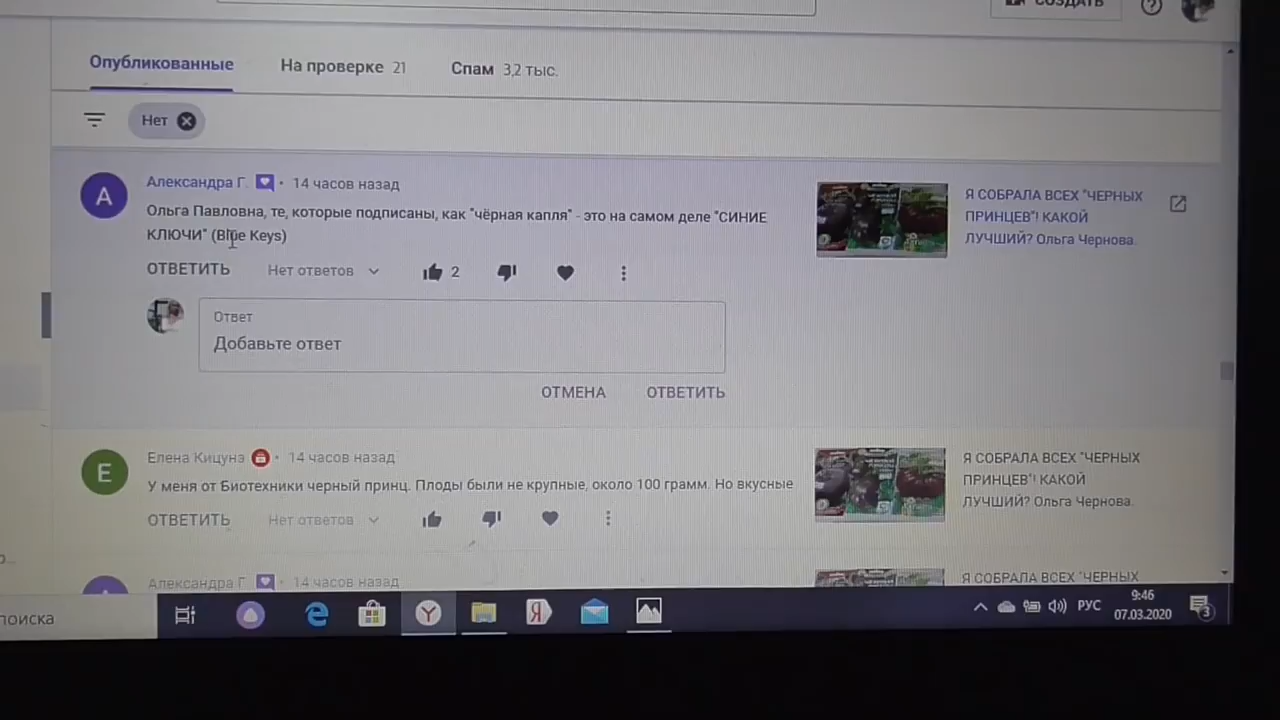 СОЗДАТЬ
Опубликованные
На проверке 21
Спам 3,2 тыс.
Нет
А
Александра Г. • 14 часов назад
Ольга Павловна, те, которые подписаны, как "чёрная капля" - это на самом деле "СИНИЕ
КЛЮЧИ" (Blue Keys)
Я СОБРАЛА ВСЕХ "ЧЕРНЫХ
ПРИНЦЕВ"! КАКОЙ
ЛУЧШИЙ? Ольга Чернова.
ОТВЕТИТЬ
Нет ответов
2
Ответ
Добавьте ответ
ОТМЕНА
ОТВЕТИТЬ
Е
Елена Кицунэ • 14 часов назад
У меня от Биотехники черный принц. Плоды были не крупные, около 100 грамм. Но вкусные
Я СОБРАЛА ВСЕХ "ЧЕРНЫХ
ПРИНЦЕВ"! КАКОЙ
ЛУЧШИЙ? Ольга Чернова.
ОТВЕТИТЬ
Нет ответов
Александра Г. • 14 часов назад
Я СОБРАЛА ВСЕХ "ЧЕРНЫХ
поиска
РУС
9:46
07.03.2020
3